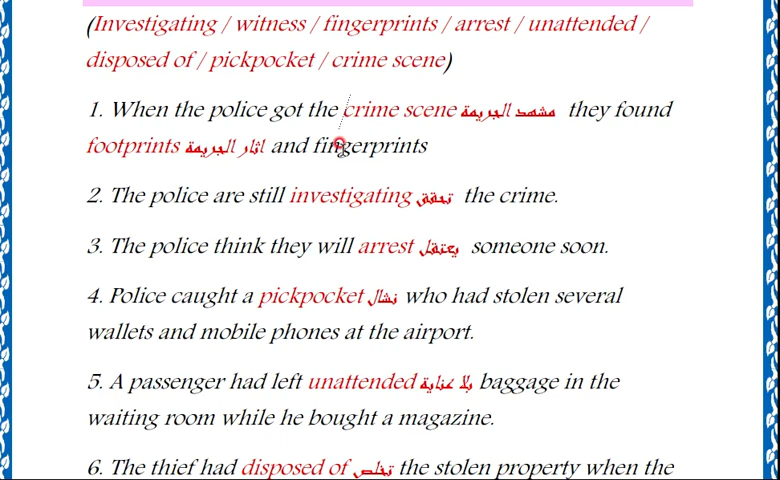 (Investigating / witness / fingerprints / arrest / unattended /
disposed of / pickpocket / crime scene)
1. When the police got the crime scene مشهد الجريمة they found
footprints اثار الجريمة and fingerprints
2. The police are still investigating تحقق the crime.
3. The police think they will arrest يعتقل someone soon.
4. Police caught a pickpocket نشال who had stolen several
wallets and mobile phones at the airport.
5. A passenger had left unattended بلا عناية baggage in the
waiting room while he bought a magazine.
6. The thief had disposed of تخلص the stolen property when the